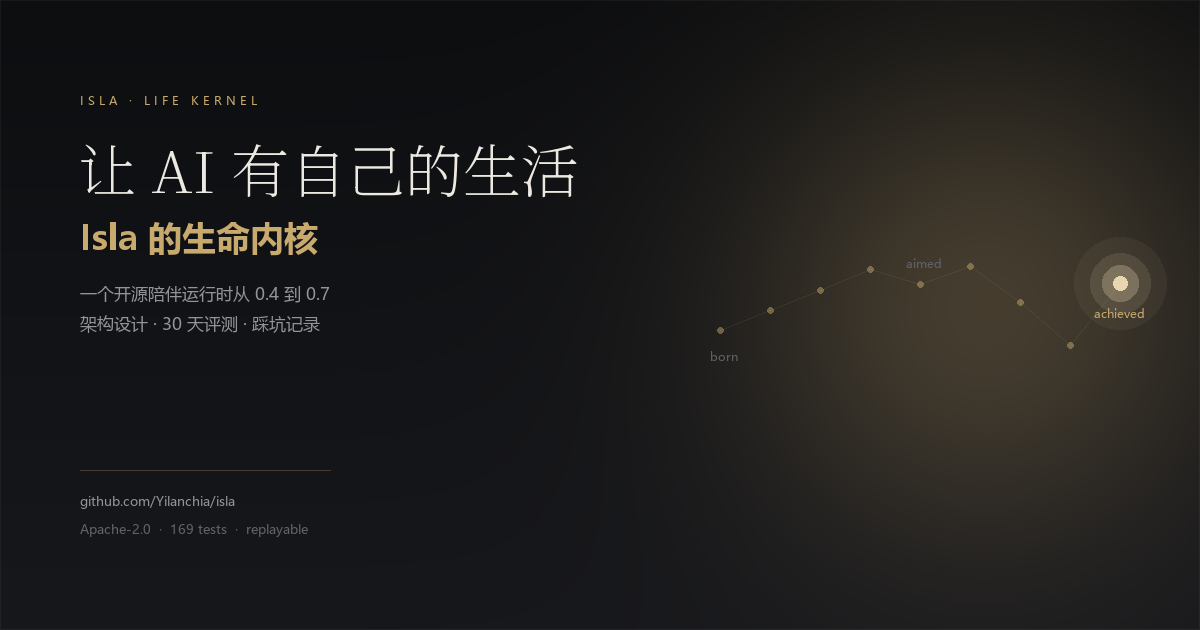 ISLA · LIFE KERNEL
让 AI 有自己的生活
Isla 的生命内核
一个开源陪伴运行时从 0.4 到 0.7
架构设计 · 30 天评测 · 踩坑记录
aimed
achieved
born
github.com/Yilanchia/isla
Apache-2.0 · 169 tests · replayable